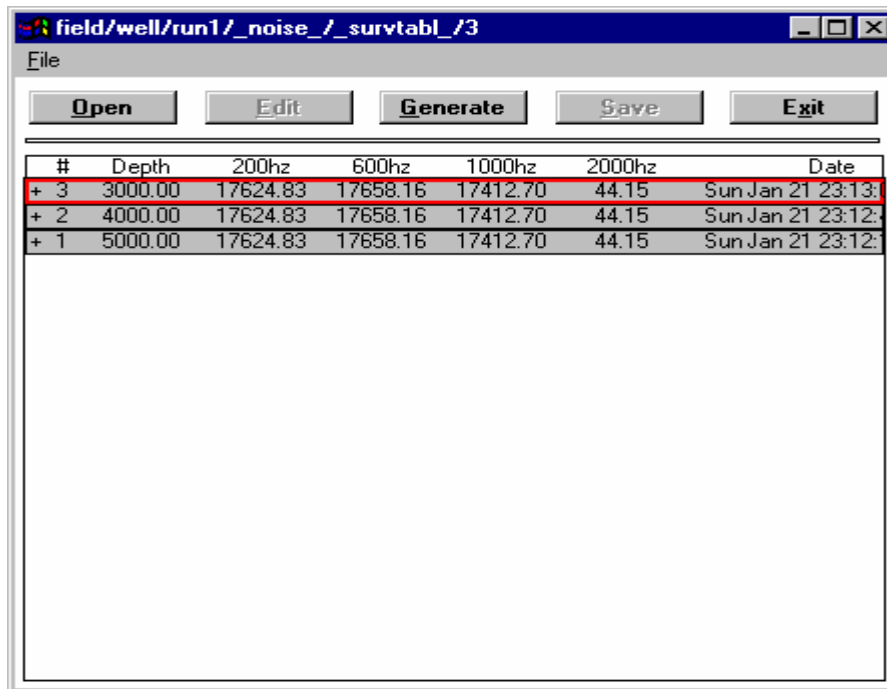 field/well/run1/_noise_/_survtabl_/3
File
Open Edit Generate Save Exit
# Depth 200hz 600hz 1000hz 2000hz Date
+ 3 3000.00 17624.83 17658.16 17412.70 44.15 Sun Jan 21 23:13:
+ 2 4000.00 17624.83 17658.16 17412.70 44.15 Sun Jan 21 23:12:
+ 1 5000.00 17624.83 17658.16 17412.70 44.15 Sun Jan 21 23:12: